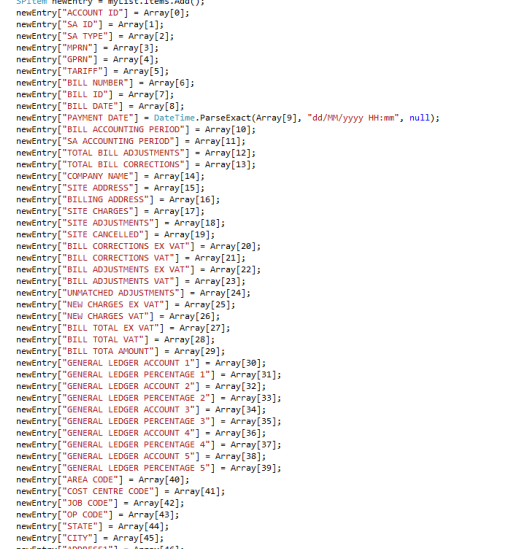 SPItem newEntry = myList.Items.Add();
newEntry["ACCOUNT ID"] = Array[0];
newEntry["SA ID"] = Array[1];
newEntry["SA TYPE"] = Array[2];
newEntry["MPRN"] = Array[3];
newEntry["GPRN"] = Array[4];
newEntry["TARIFF"] = Array[5];
newEntry["BILL NUMBER"] = Array[6];
newEntry["BILL ID"] = Array[7];
newEntry["BILL DATE"] = Array[8];
newEntry["PAYMENT DATE"] = DateTime.ParseExact(Array[9], "dd/MM/yyyy HH:mm", null);
newEntry["BILL ACCOUNTING PERIOD"] = Array[10];
newEntry["SA ACCOUNTING PERIOD"] = Array[11];
newEntry["TOTAL BILL ADJUSTMENTS"] = Array[12];
newEntry["TOTAL BILL CORRECTIONS"] = Array[13];
newEntry["COMPANY NAME"] = Array[14];
newEntry["SITE ADDRESS"] = Array[15];
newEntry["BILLING ADDRESS"] = Array[16];
newEntry["SITE CHARGES"] = Array[17];
newEntry["SITE ADJUSTMENTS"] = Array[18];
newEntry["SITE CANCELLED"] = Array[19];
newEntry["BILL CORRECTIONS EX VAT"] = Array[20];
newEntry["BILL CORRECTIONS VAT"] = Array[21];
newEntry["BILL ADJUSTMENTS EX VAT"] = Array[22];
newEntry["BILL ADJUSTMENTS VAT"] = Array[23];
newEntry["UNMATCHED ADJUSTMENTS"] = Array[24];
newEntry["NEW CHARGES EX VAT"] = Array[25];
newEntry["NEW CHARGES VAT"] = Array[26];
newEntry["BILL TOTAL EX VAT"] = Array[27];
newEntry["BILL TOTAL VAT"] = Array[28];
newEntry["BILL TOTA AMOUNT"] = Array[29];
newEntry["GENERAL LEDGER ACCOUNT 1"] = Array[30];
newEntry["GENERAL LEDGER PERCENTAGE 1"] = Array[31];
newEntry["GENERAL LEDGER ACCOUNT 2"] = Array[32];
newEntry["GENERAL LEDGER PERCENTAGE 2"] = Array[33];
newEntry["GENERAL LEDGER ACCOUNT 3"] = Array[34];
newEntry["GENERAL LEDGER PERCENTAGE 3"] = Array[35];
newEntry["GENERAL LEDGER ACCOUNT 4"] = Array[36];
newEntry["GENERAL LEDGER PERCENTAGE 4"] = Array[37];
newEntry["GENERAL LEDGER ACCOUNT 5"] = Array[38];
newEntry["GENERAL LEDGER PERCENTAGE 5"] = Array[39];
newEntry["AREA CODE"] = Array[40];
newEntry["COST CENTRE CODE"] = Array[41];
newEntry["JOB CODE"] = Array[42];
newEntry["OP CODE"] = Array[43];
newEntry["STATE"] = Array[44];
newEntry["CITY"] = Array[45];
newEntry["ADDRESS1"] = Array[46];